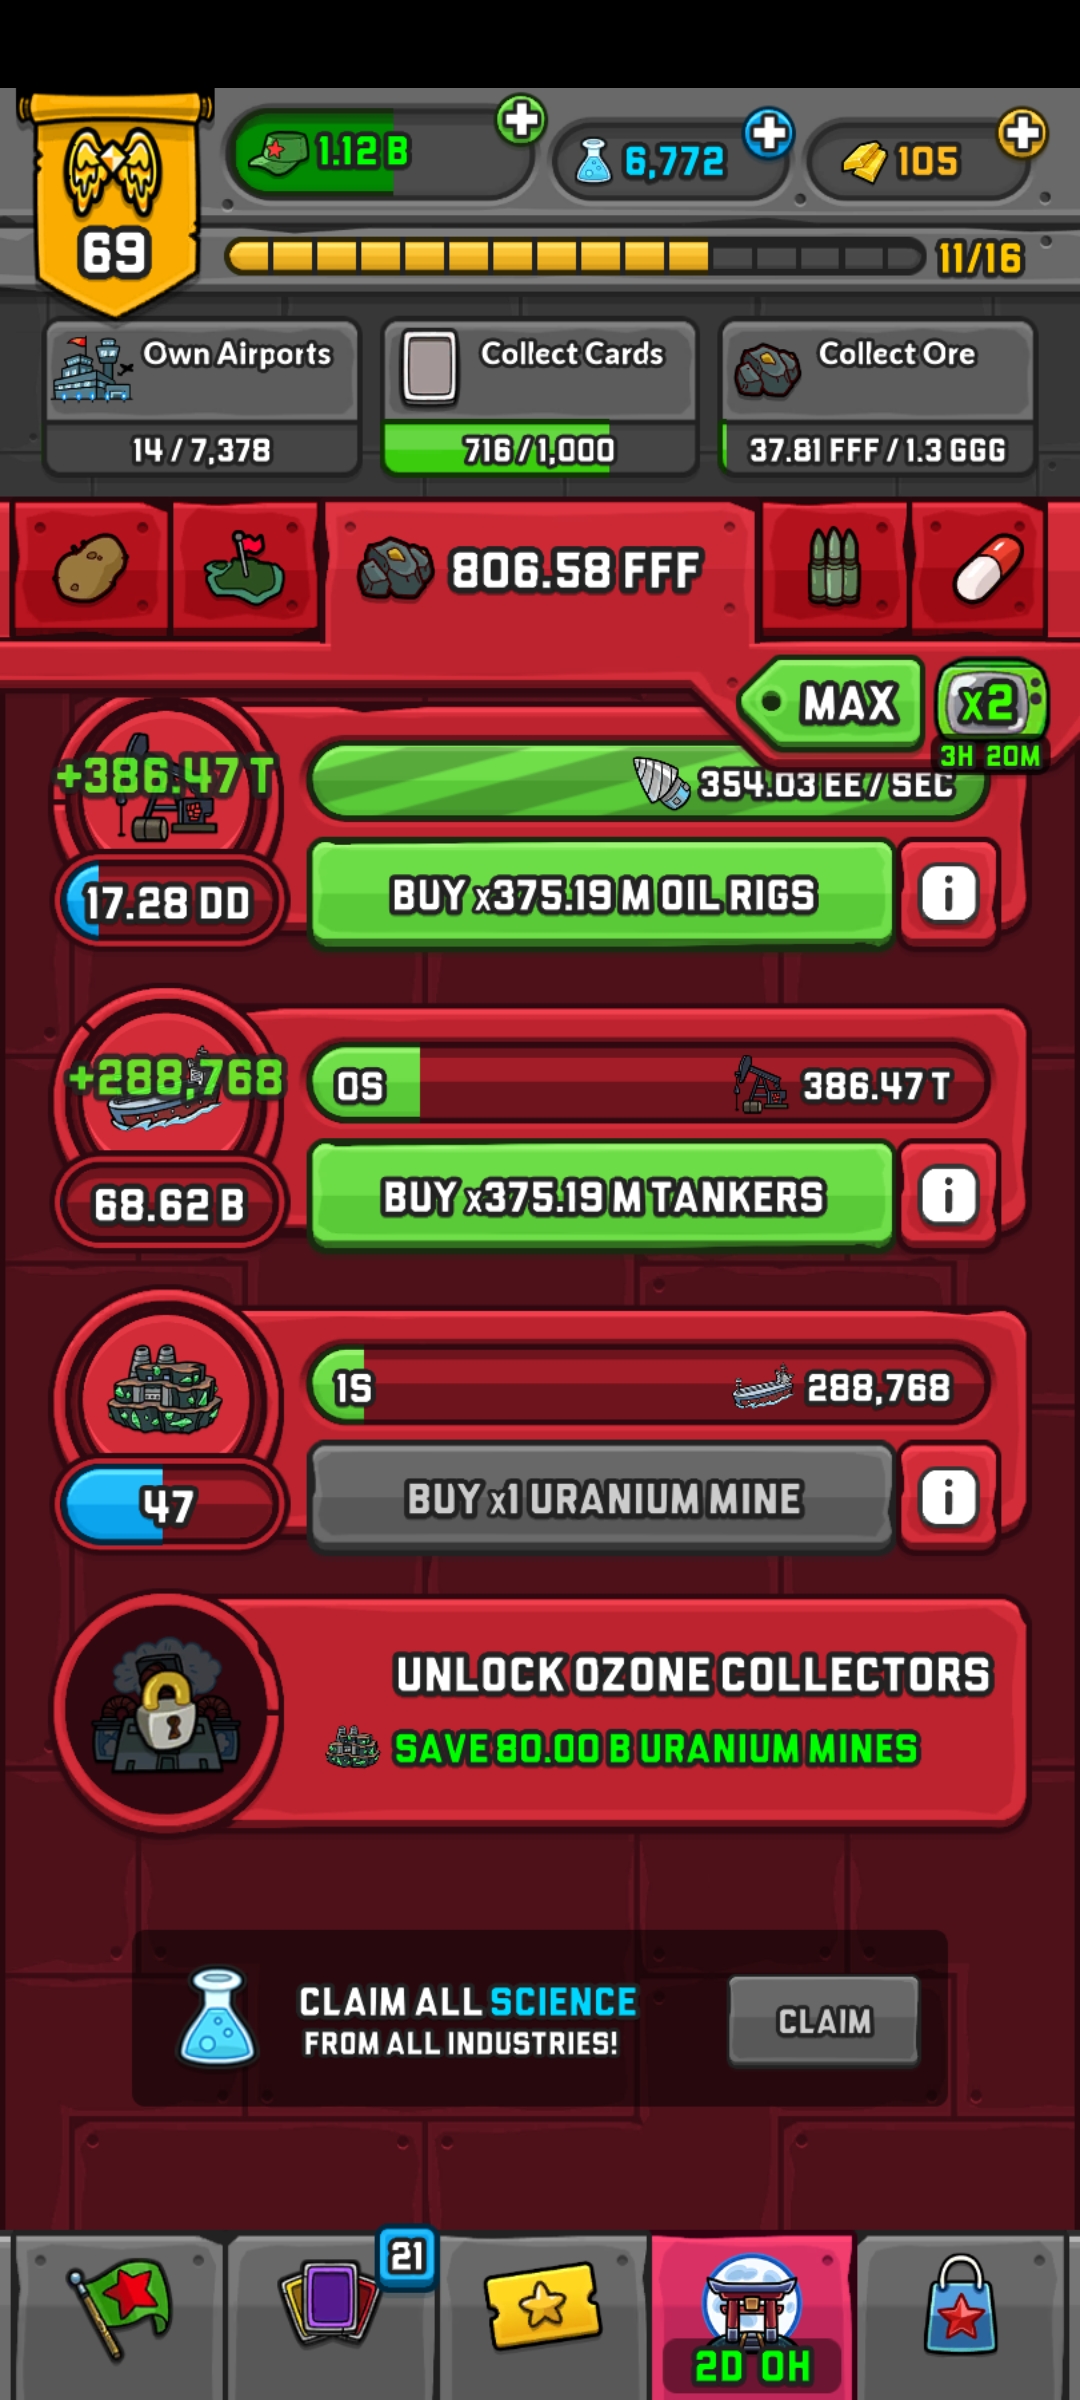 69
1.12 B
6,772
105
11/16
Own Airports
14 / 7,378
Collect Cards
716 / 1,000
Collect Ore
37.81 FFF / 1.3 GGG
806.58 FFF
MAX
x2
3H 20M
+386.47 T
354.03 EE / SEC
17.28 DD
BUY x375.19 M OIL RIGS
i
+288,768
0S
386.47 T
68.62 B
BUY x375.19 M TANKERS
i
1S
288,768
47
BUY x1 URANIUM MINE
i
UNLOCK OZONE COLLECTORS
SAVE 80.00 B URANIUM MINES
CLAIM ALL SCIENCE
FROM ALL INDUSTRIES!
CLAIM
21
2D 0H